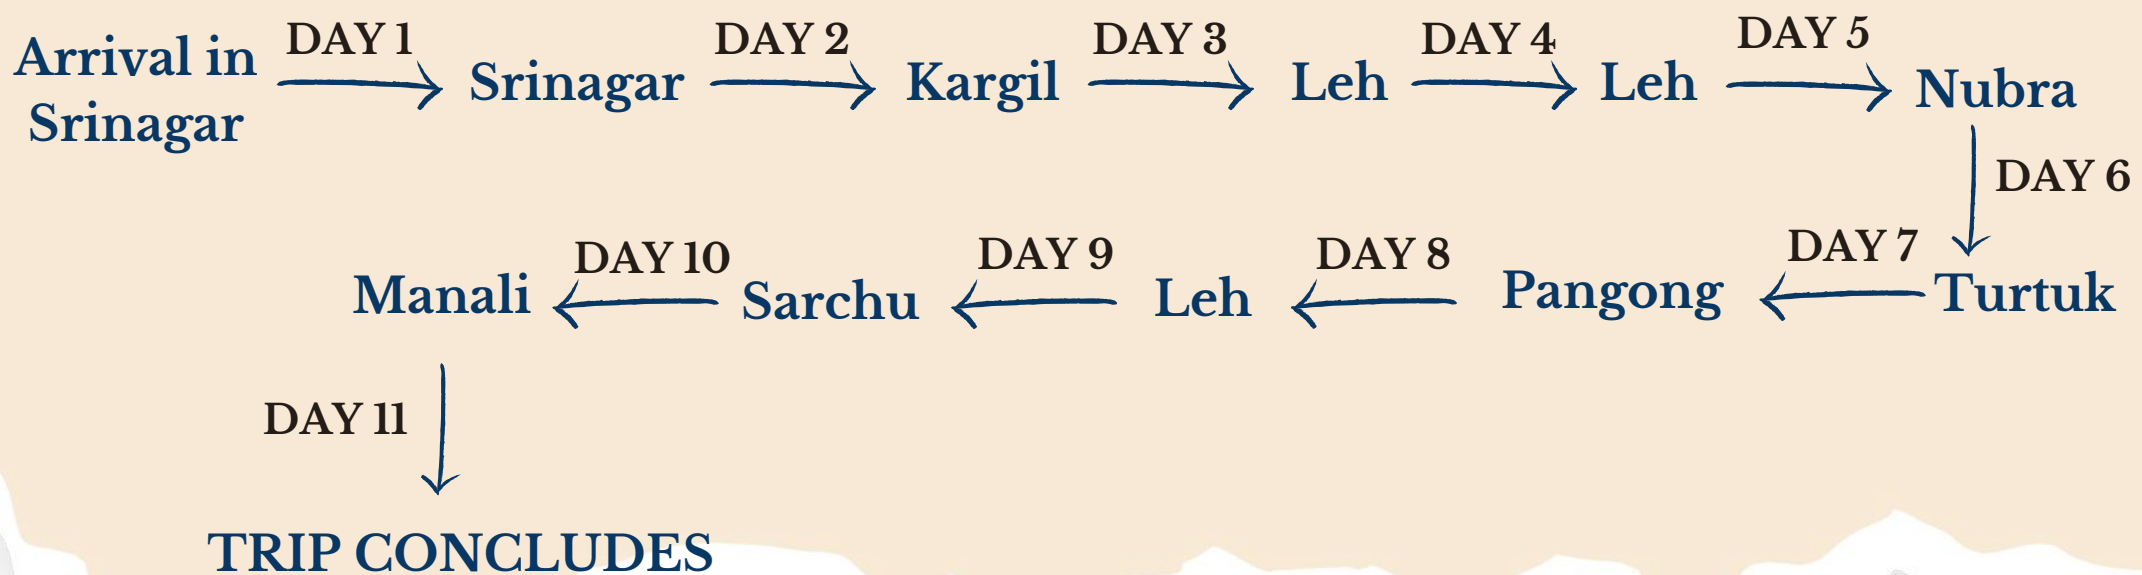 Arrival in
Srinagar
DAY 1
Srinagar
DAY 2
Kargil
DAY 3
Leh
DAY 4
Leh
DAY 5
Nubra
DAY 6
Turtuk
DAY 7
Pangong
DAY 8
Leh
DAY 9
Sarchu
DAY 10
Manali
DAY 11
TRIP CONCLUDES